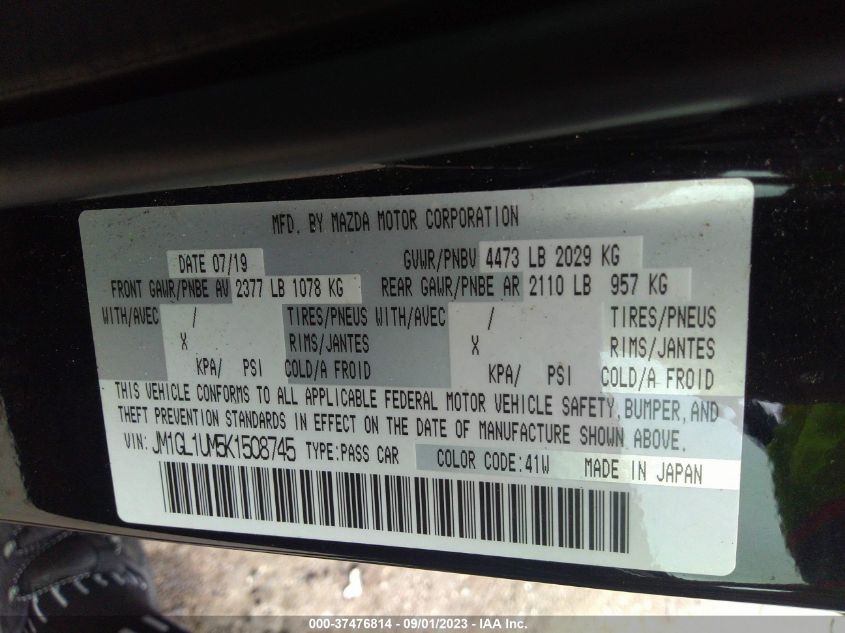 MFD. BY MAZDA MOTOR CORPORATION
DATE 07/19 GVWR/PNBV 4473 LB 2029 KG
FRONT GAWR/PNBE AV 2377 LB 1078 KG REAR GAWR/PNBE AR 2110 LB 957 KG
WITH/AVEC / TIRES/PNEUS WITH/AVEC / TIRES/PNEUS
X RIMS/JANTES X RIMS/JANTES
KPA/ PSI COLD/A FROID KPA/ PSI COLD/A FROID
THIS VEHICLE CONFORMS TO ALL APPLICABLE FEDERAL MOTOR VEHICLE SAFETY, BUMPER, AND
THEFT PREVENTION STANDARDS IN EFFECT ON THE DATE OF MANUFACTURE SHOWN ABOVE.
VIN: JM1GL1UM5K1508745 TYPE:PASS CAR COLOR CODE:41W MADE IN JAPAN
000-37476814 - 09/01/2023 - IAA Inc.